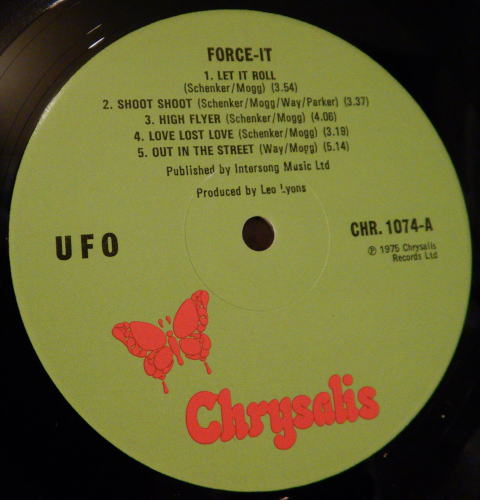 FORCE-IT
1. LET IT ROLL
(Schenker/Mogg) (3.54)
2. SHOOT SHOOT (Schenker/Mogg/Way/Parker) (3.37)
3. HIGH FLYER (Schenker/Mogg) (4.06)
4. LOVE LOST LOVE (Schenker/Mogg) (3.19)
5. OUT IN THE STREET (Way/Mogg) (5.14)
Published by Intersong Music Ltd
Produced by Leo Lyons
UFO
CHR. 1074-A
℗ 1975 Chrysalis
Records Ltd
Chrysalis